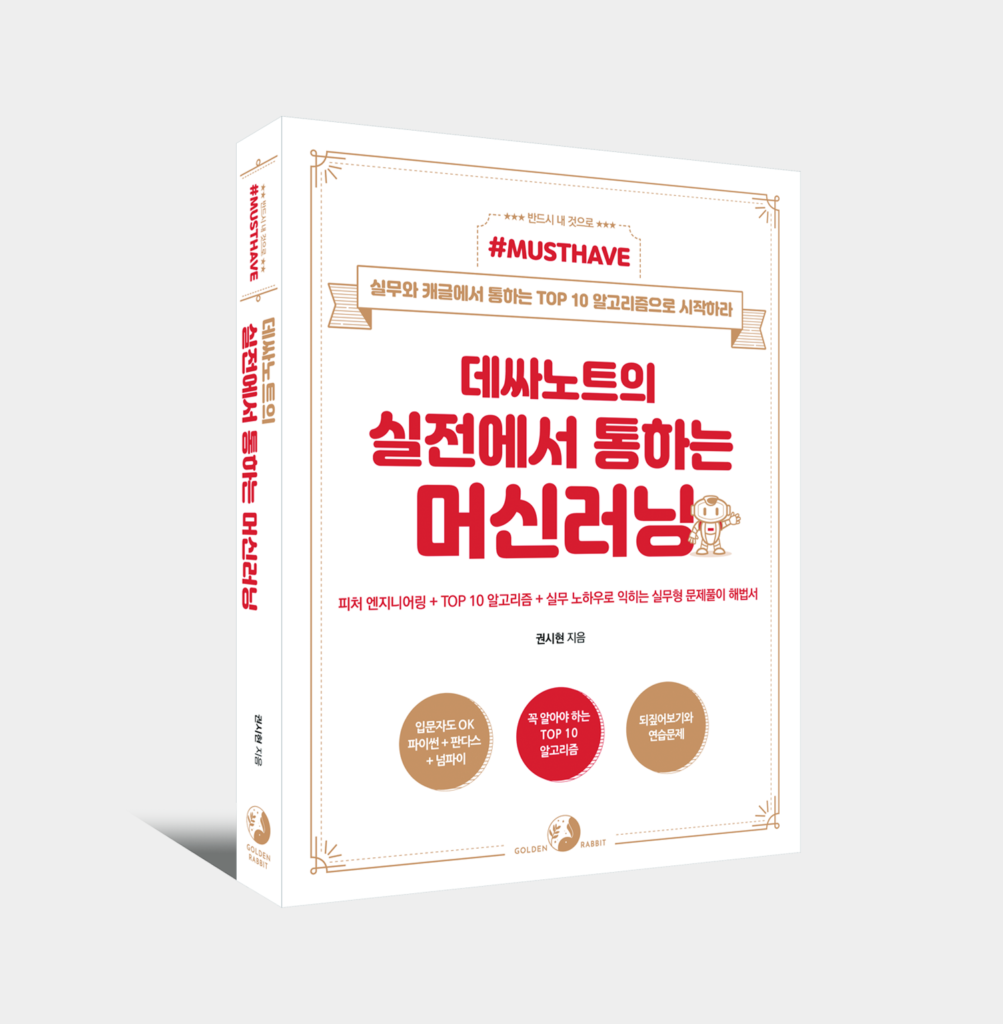 ★★★ 반드시 내 것으로 ★★★
#MUSTHAVE
데싸노트의
실전에서 통하는 머신러닝
권시현 지음
GOLDEN
RABBIT
★★★ 반드시 내 것으로 ★★★
#MUSTHAVE
실무와 캐글에서 통하는 TOP 10 알고리즘으로 시작하라
데싸노트의
실전에서 통하는
머신러닝
피처 엔지니어링 + TOP 10 알고리즘 + 실무 노하우로 익히는 실무형 문제풀이 해법서
권시현 지음
입문자도 OK
파이썬 + 판다스
+ 넘파이
꼭 알아야 하는
TOP 10
알고리즘
되짚어보기와
연습문제
GOLDEN RABBIT